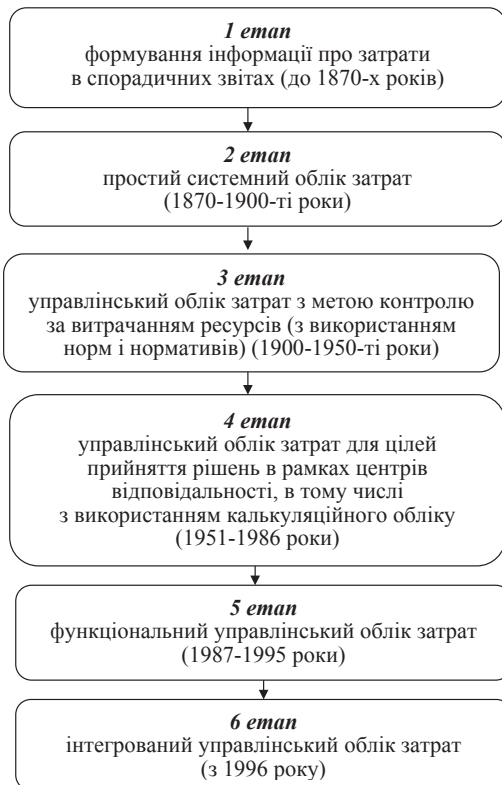 1 етап
формування інформації про затрати
в спорадичних звітах (до 1870-х років)
2 етап
простий системний облік затрат
(1870-1900-ті роки)
3 етап
управлінський облік затрат з метою контролю
за витрачанням ресурсів (з використанням
норм і нормативів) (1900-1950-ті роки)
4 етап
управлінський облік затрат для цілей
прийняття рішень в рамках центрів
відповідальності, в тому числі
з використанням калькуляційного обліку
(1951-1986 роки)
5 етап
функціональний управлінський облік затрат
(1987-1995 роки)
6 етап
інтегрований управлінський облік затрат
(з 1996 року)